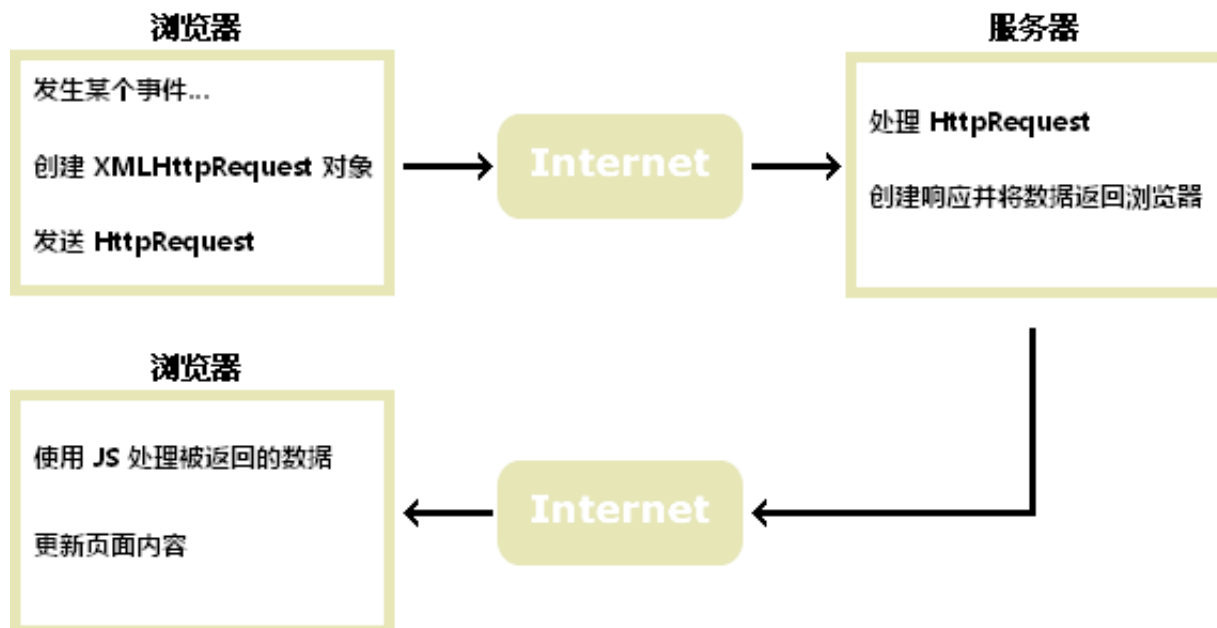 浏览器
发生某个事件...
创建 XMLHttpRequest 对象
发送 HttpRequest
Internet
服务器
处理 HttpRequest
创建响应并将数据返回浏览器
浏览器
使用 JS 处理被返回的数据
更新页面内容
Internet